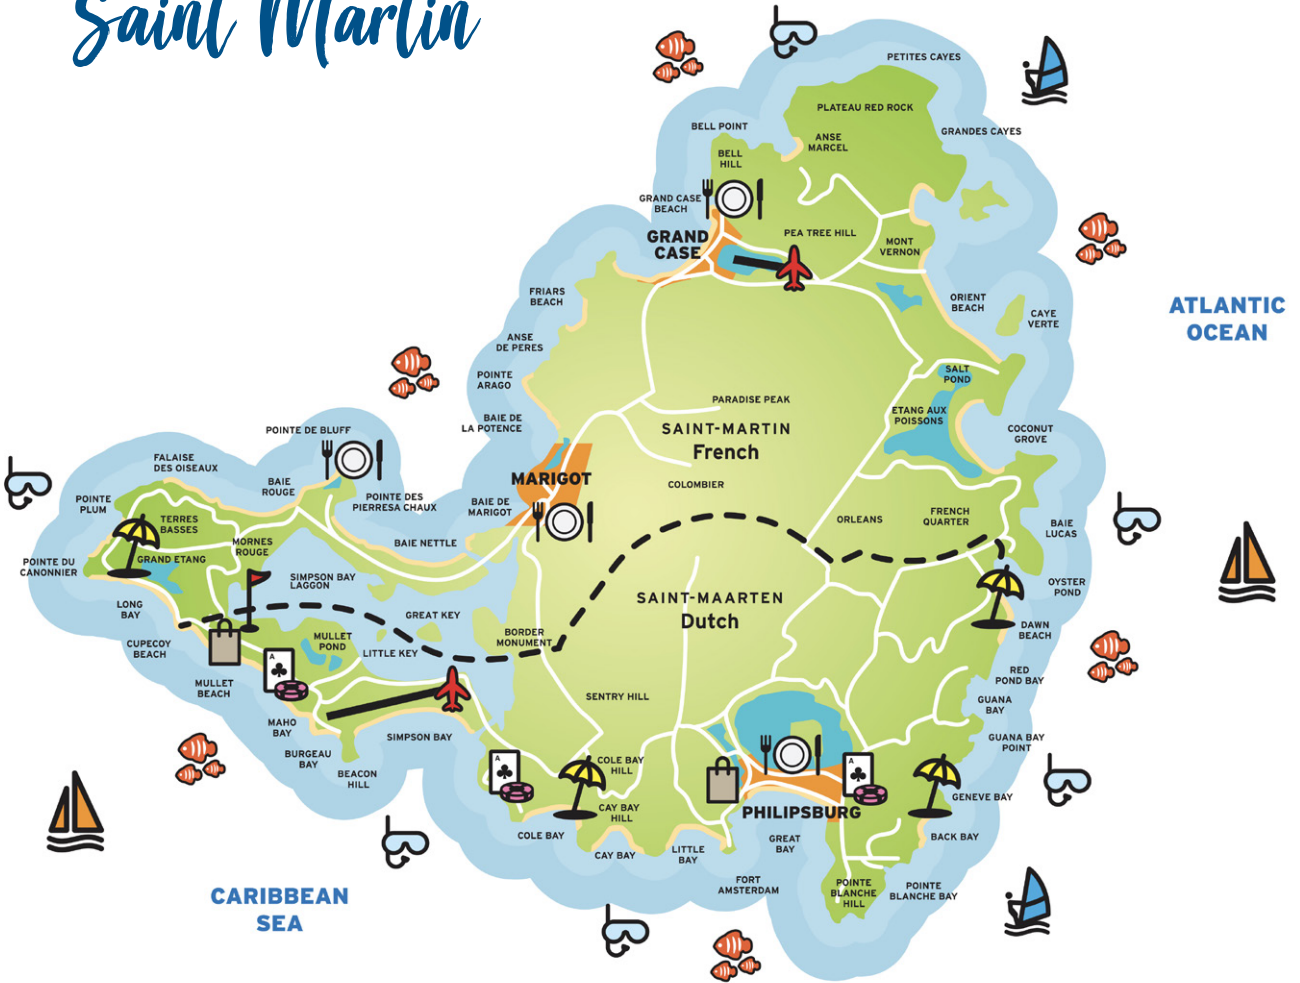 Saint Martin
PETITES CAYES
PLATEAU RED ROCK
BELL POINT
GRANDES CAYES
ANSE
MARCEL
BELL
HILL
GRAND CASE
BEACH
GRAND
CASE
PEA TREE HILL
MONT
VERNON
FRIARS
BEACH
ORIENT
BEACH
CAYE
VERTE
ATLANTIC
OCEAN
ANSE
DE PERES
POINTE
ARAGO
SALT
POND
PARADISE PEAK
ETANG AUX
POISSONS
BAIE DE
LA POTENCE
SAINT-MARTIN
French
COCONUT
GROVE
POINTE DE BLUFF
FALAISE
DES OISEAUX
MARIGOT
COLOMBIER
BAIE
ROUGE
POINTE DES
PIERRESA CHAUX
BAIE DE
MARIGOT
POINTE
PLUM
TERRES
BASSES
ORLEANS
FRENCH
QUARTER
BAIE
LUCAS
MORNES
ROUGE
BAIE NETTLE
POINTE DU
CANONNIER
GRAND ETANG
SIMPSON BAY
LAGGON
OYSTER
POND
SAINT-MAARTEN
Dutch
LONG
BAY
GREAT KEY
DAWN
BEACH
CUPECOY
BEACH
MULLET
POND
LITTLE KEY
BORDER
MONUMENT
RED
POND BAY
MULLET
BEACH
A
SENTRY HILL
GUANA
BAY
MAHO
BAY
SIMPSON BAY
GUANA BAY
POINT
BURGEAU
BAY
BEACON
HILL
A
COLE BAY
HILL
A
GENEVE BAY
CAY BAY
HILL
PHILIPSBURG
COLE BAY
GREAT
BAY
BACK BAY
CAY BAY
LITTLE
BAY
FORT
AMSTERDAM
POINTE
BLANCHE
HILL
POINTE
BLANCHE BAY
CARIBBEAN
SEA